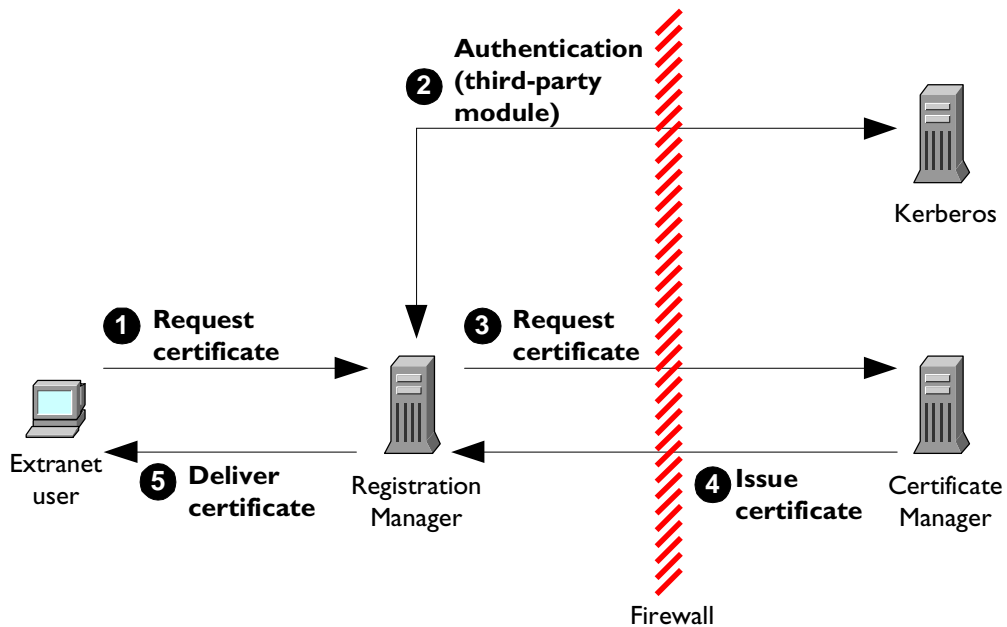 Authentication
2 (third-party
module)
Kerberos
1 Request
certificate
3 Request
certificate
Extranet
user
5 Deliver
certificate
Registration
Manager
4 Issue
certificate
Certificate
Manager
Firewall